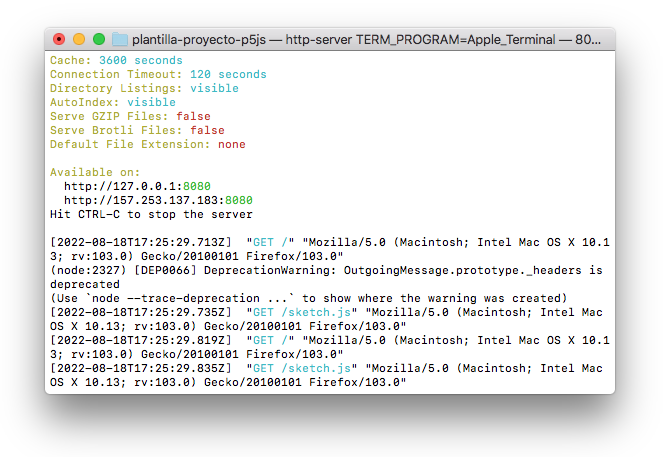 plantilla-proyecto-p5js — http-server TERM_PROGRAM=Apple_Terminal — 80...
Cache: 3600 seconds
Connection Timeout: 120 seconds
Directory Listings: visible
AutoIndex: visible
Serve GZIP Files: false
Serve Brotli Files: false
Default File Extension: none
Available on:
  http://127.0.0.1:8080
  http://157.253.137.183:8080
Hit CTRL-C to stop the server
[2022-08-18T17:25:29.713Z]  "GET /" "Mozilla/5.0 (Macintosh; Intel Mac OS X 10.1
3; rv:103.0) Gecko/20100101 Firefox/103.0"
(node:2327) [DEP0066] DeprecationWarning: OutgoingMessage.prototype._headers is
deprecated
(Use `node --trace-deprecation ...` to show where the warning was created)
[2022-08-18T17:25:29.735Z]  "GET /sketch.js" "Mozilla/5.0 (Macintosh; Intel Mac
OS X 10.13; rv:103.0) Gecko/20100101 Firefox/103.0"
[2022-08-18T17:25:29.819Z]  "GET /" "Mozilla/5.0 (Macintosh; Intel Mac OS X 10.1
3; rv:103.0) Gecko/20100101 Firefox/103.0"
[2022-08-18T17:25:29.835Z]  "GET /sketch.js" "Mozilla/5.0 (Macintosh; Intel Mac
OS X 10.13; rv:103.0) Gecko/20100101 Firefox/103.0"